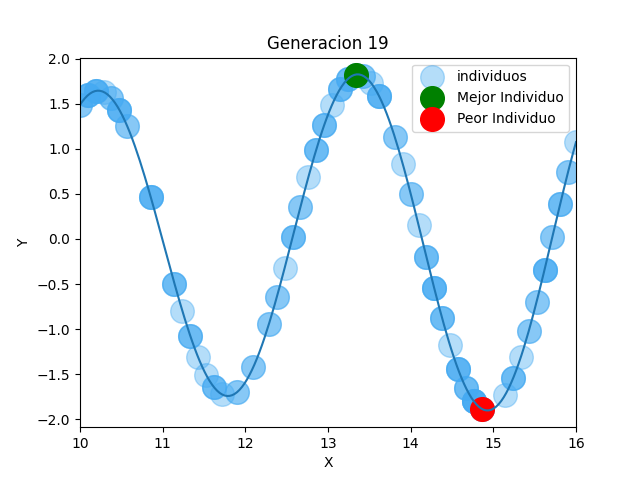 Generacion 19
individuos
Mejor Individuo
Peor Individuo
2.0
1.5
1.0
0.5
0.0
−0.5
−1.0
−1.5
−2.0
Y
10 11 12 13 14 15 16
X